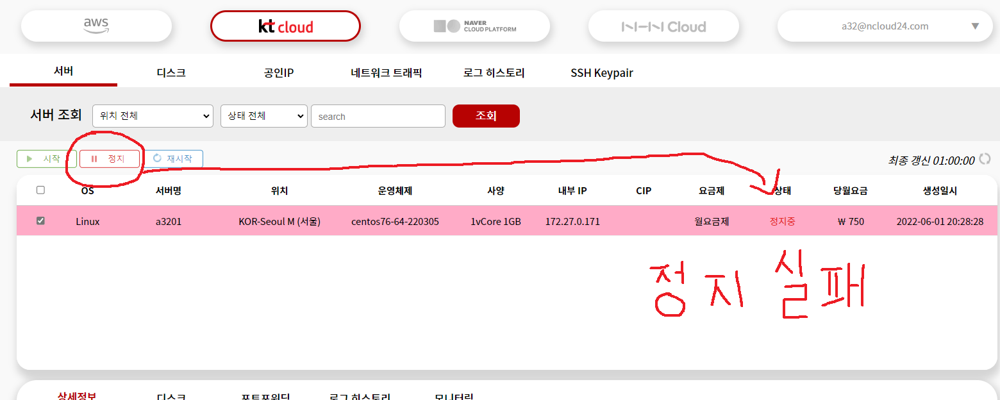 aws kt cloud NAVER CLOUD PLATFORM NHN Cloud a32@ncloud24.com ▼
서버 디스크 공인IP 네트워크 트래픽 로그 히스토리 SSH Keypair
서버 조회 위치 전체 상태 전체 search 조회
시작 정지 재시작 최종 갱신 01:00:00
OS 서버명 위치 운영체제 사양 내부 IP CIP 요금제 상태 당월요금 생성일시
Linux a3201 KOR-Seoul M (서울) centos76-64-220305 1vCore 1GB 172.27.0.171 월요금제 정지중 ₩ 750 2022-06-01 20:28:28
정지 실패
상세정보 디스크 포트포워딩 로그 히스토리 모니터링